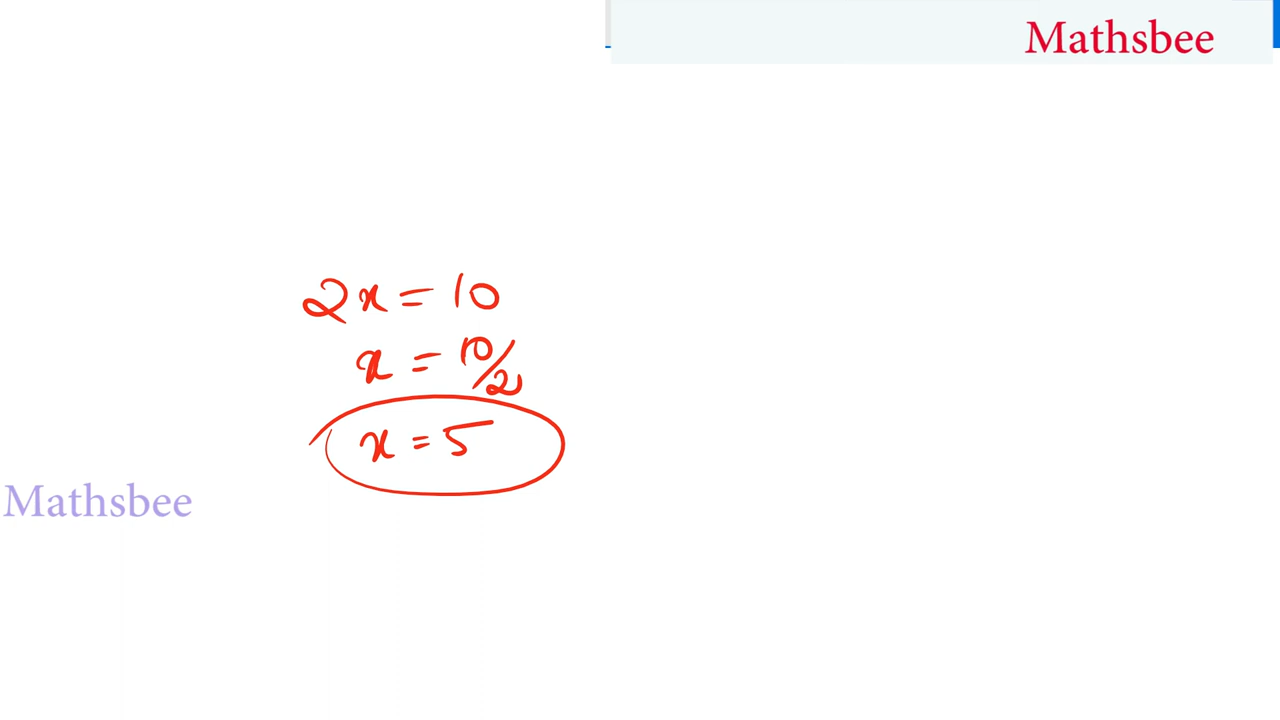 Mathsbee
2x = 10
x = 10/2
x = 5
Mathsbee